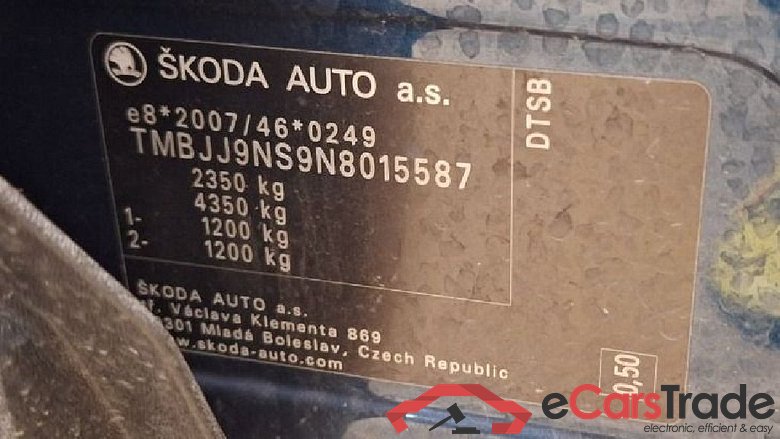 ŠKODA AUTO a.s.
e8*2007/46*0249
TMBJJ9NS9N8015587
2350 kg
4350 kg
1- 1200 kg
2- 1200 kg
DTSB
ŠKODA AUTO a.s.
Václava Klementa 869
301 Mladá Boleslav, Czech Republic
www.skoda-auto.com
0,50
eCarsTrade
electronic, efficient & easy